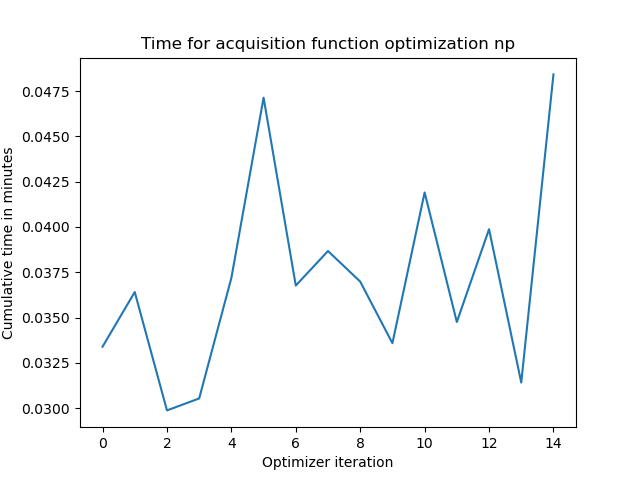 Time for acquisition function optimization np
Cumulative time in minutes
0.0475
0.0450
0.0425
0.0400
0.0375
0.0350
0.0325
0.0300
0 2 4 6 8 10 12 14
Optimizer iteration